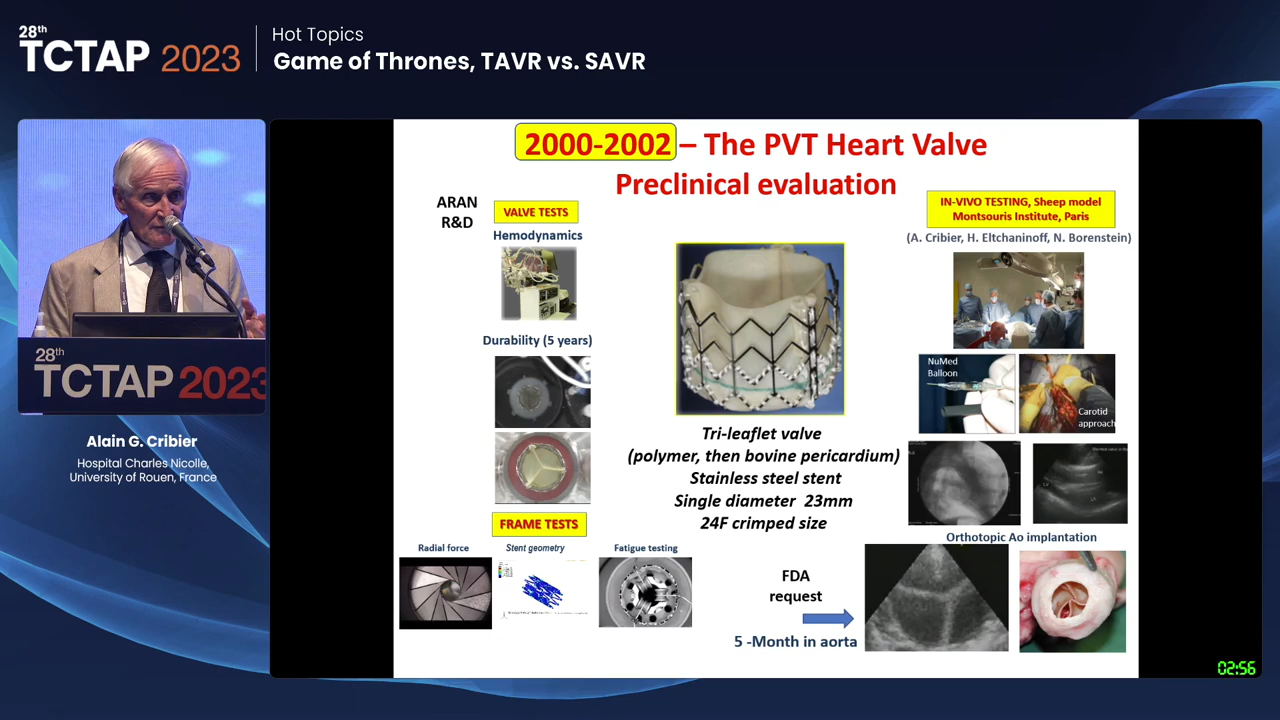 28th
TCTAP 2023
Hot Topics
Game of Thrones, TAVR vs. SAVR
28th
TCTAP 2023
Alain G. Cribier
Hospital Charles Nicolle,
University of Rouen, France
2000-2002 – The PVT Heart Valve
Preclinical evaluation
ARAN
R&D
VALVE TESTS
Hemodynamics
Durability (5 years)
FRAME TESTS
Radial force
Stent geometry
Fatigue testing
Tri-leaflet valve
(polymer, then bovine pericardium)
Stainless steel stent
Single diameter 23mm
24F crimped size
IN-VIVO TESTING, Sheep model
Montsouris Institute, Paris
(A. Cribier, H. Eltchaninoff, N. Borenstein)
NuMed
Balloon
Carotid
approach
Orthotopic Ao implantation
FDA
request
5 -Month in aorta
02:56